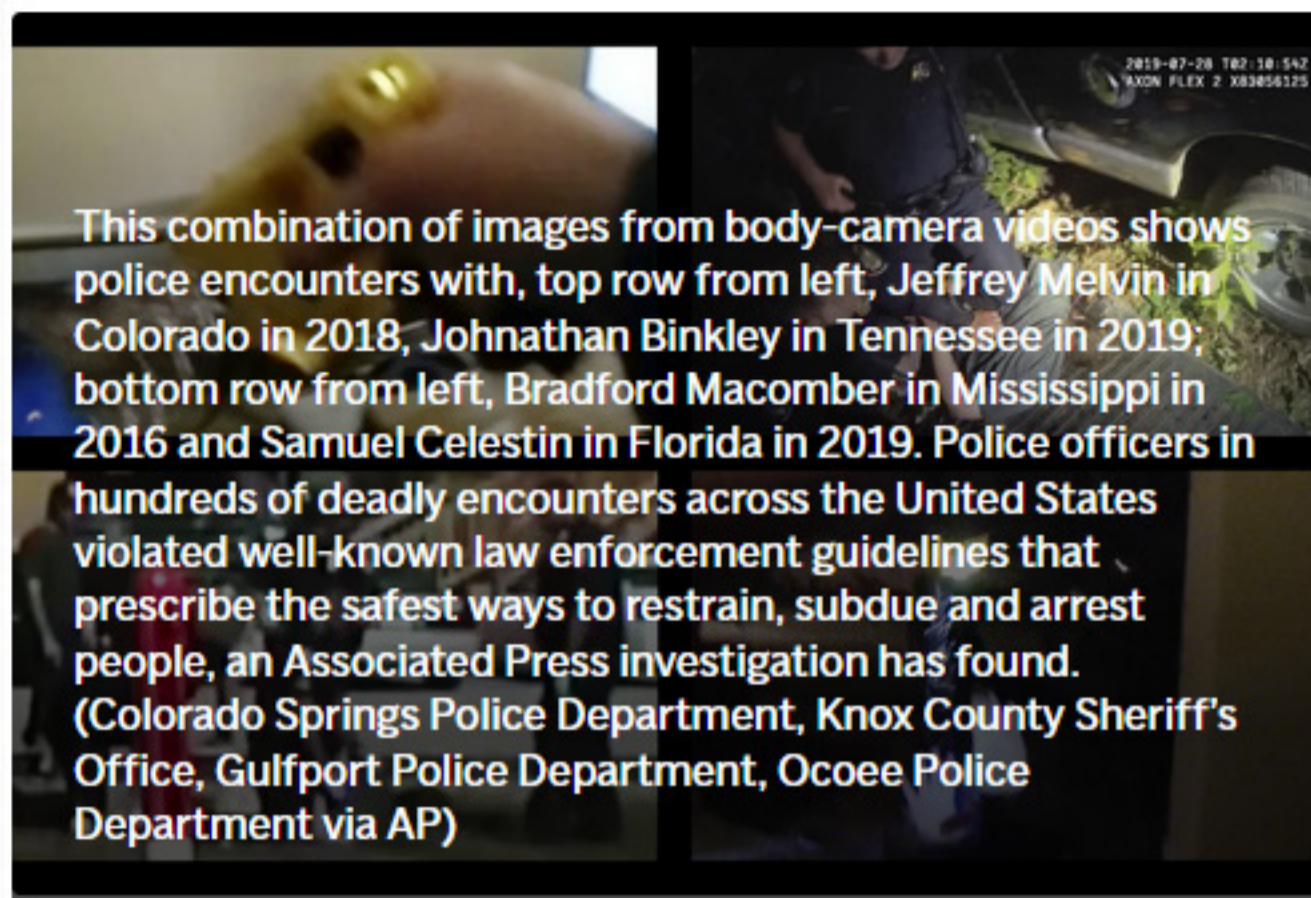 2019-07-28 T02:10:54Z
AXON FLEX 2 X83056125
This combination of images from body-camera videos shows
police encounters with, top row from left, Jeffrey Melvin in
Colorado in 2018, Johnathan Binkley in Tennessee in 2019;
bottom row from left, Bradford Macomber in Mississippi in
2016 and Samuel Celestin in Florida in 2019. Police officers in
hundreds of deadly encounters across the United States
violated well-known law enforcement guidelines that
prescribe the safest ways to restrain, subdue and arrest
people, an Associated Press investigation has found.
(Colorado Springs Police Department, Knox County Sheriff's
Office, Gulfport Police Department, Ocoee Police
Department via AP)